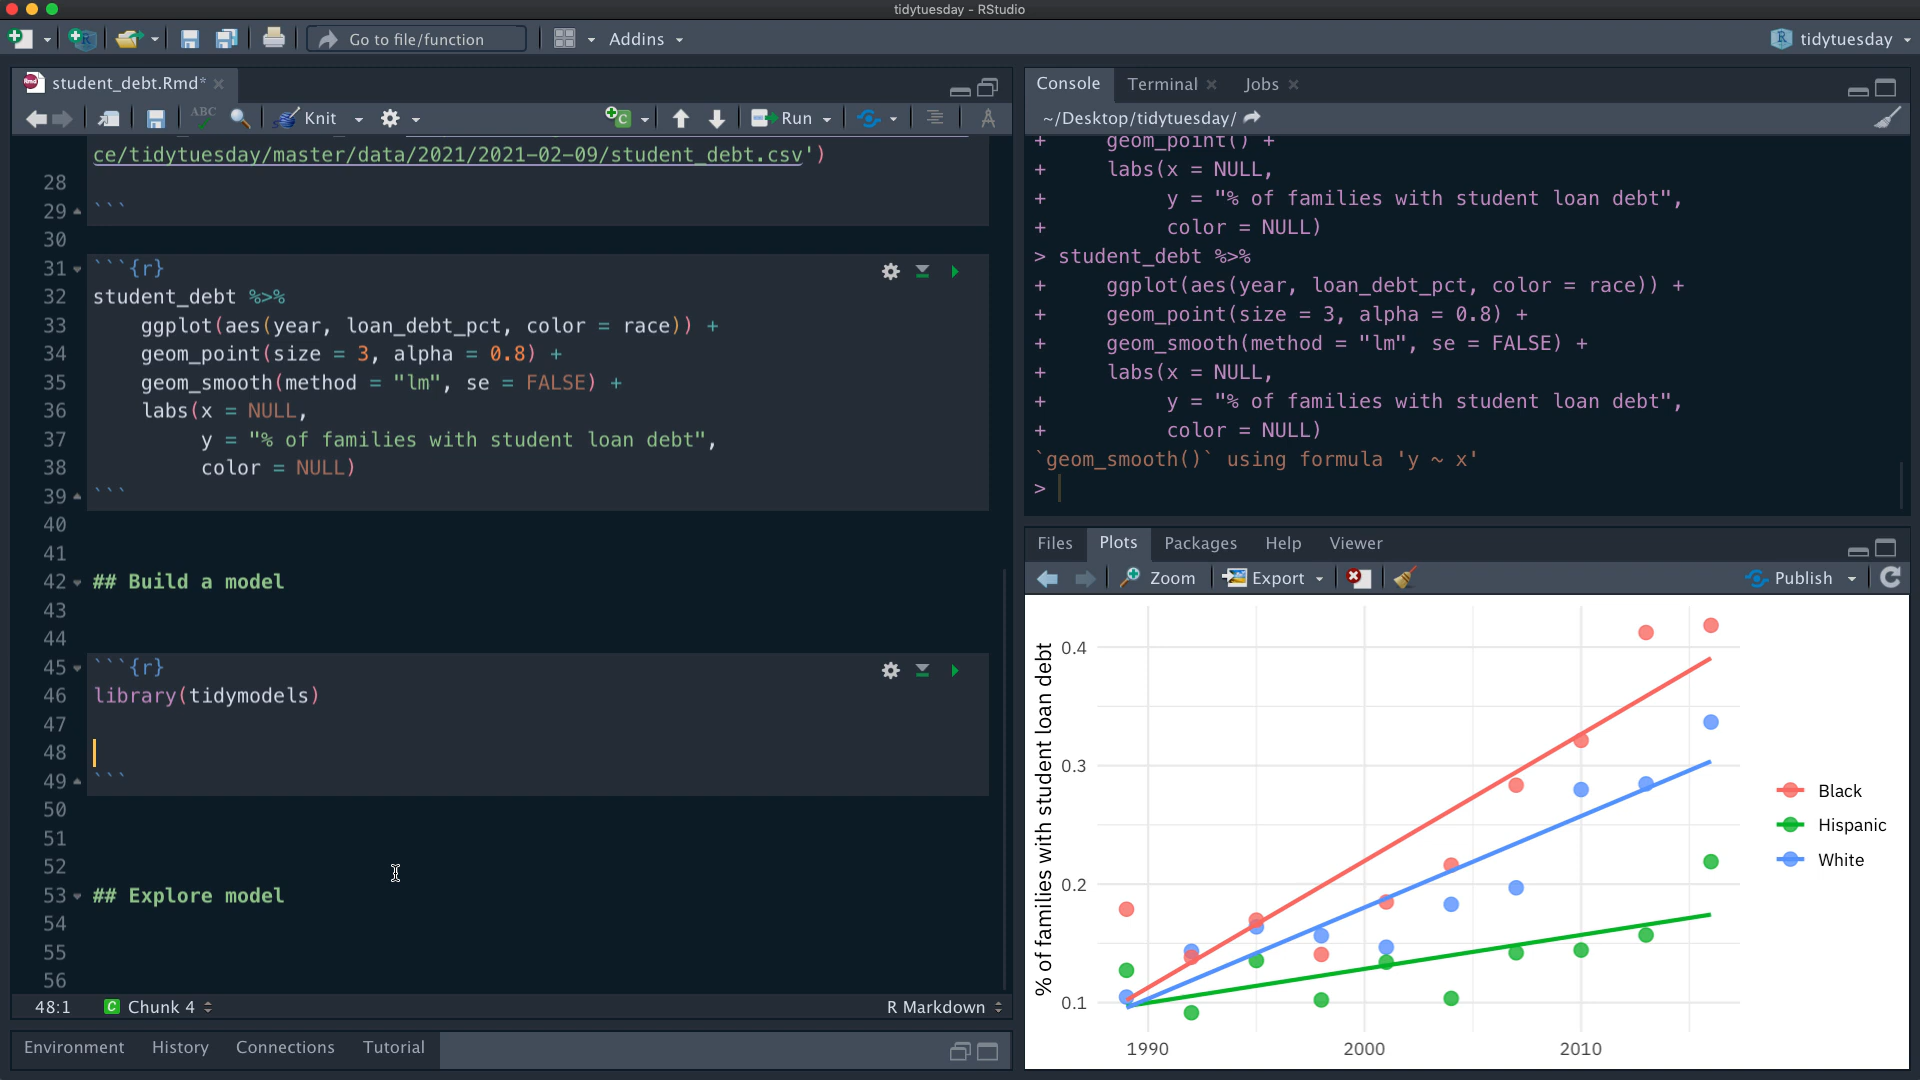 tidytuesday - RStudio
Go to file/function
Addins
tidytuesday
student_debt.Rmd*
ABC
Knit
Run
ce/tidytuesday/master/data/2021/2021-02-09/student_debt.csv')
28
29 ```
30
31 ```{r}
32 student_debt %>%
33 ggplot(aes(year, loan_debt_pct, color = race)) +
34 geom_point(size = 3, alpha = 0.8) +
35 geom_smooth(method = "lm", se = FALSE) +
36 labs(x = NULL,
37 y = "% of families with student loan debt",
38 color = NULL)
39 ```
40
41
42 ## Build a model
43
44
45 ```{r}
46 library(tidymodels)
47
48
49 ```
50
51
52
53 ## Explore model
54
55
56
48:1 C Chunk 4 R Markdown
Environment History Connections Tutorial
Console Terminal Jobs
~/Desktop/tidytuesday/
+ geom_point() +
+ labs(x = NULL,
+ y = "% of families with student loan debt",
+ color = NULL)
> student_debt %>%
+ ggplot(aes(year, loan_debt_pct, color = race)) +
+ geom_point(size = 3, alpha = 0.8) +
+ geom_smooth(method = "lm", se = FALSE) +
+ labs(x = NULL,
+ y = "% of families with student loan debt",
+ color = NULL)
`geom_smooth()` using formula 'y ~ x'
>
Files Plots Packages Help Viewer
Zoom Export Publish
% of families with student loan debt
0.4
0.3
0.2
0.1
1990 2000 2010
Black
Hispanic
White